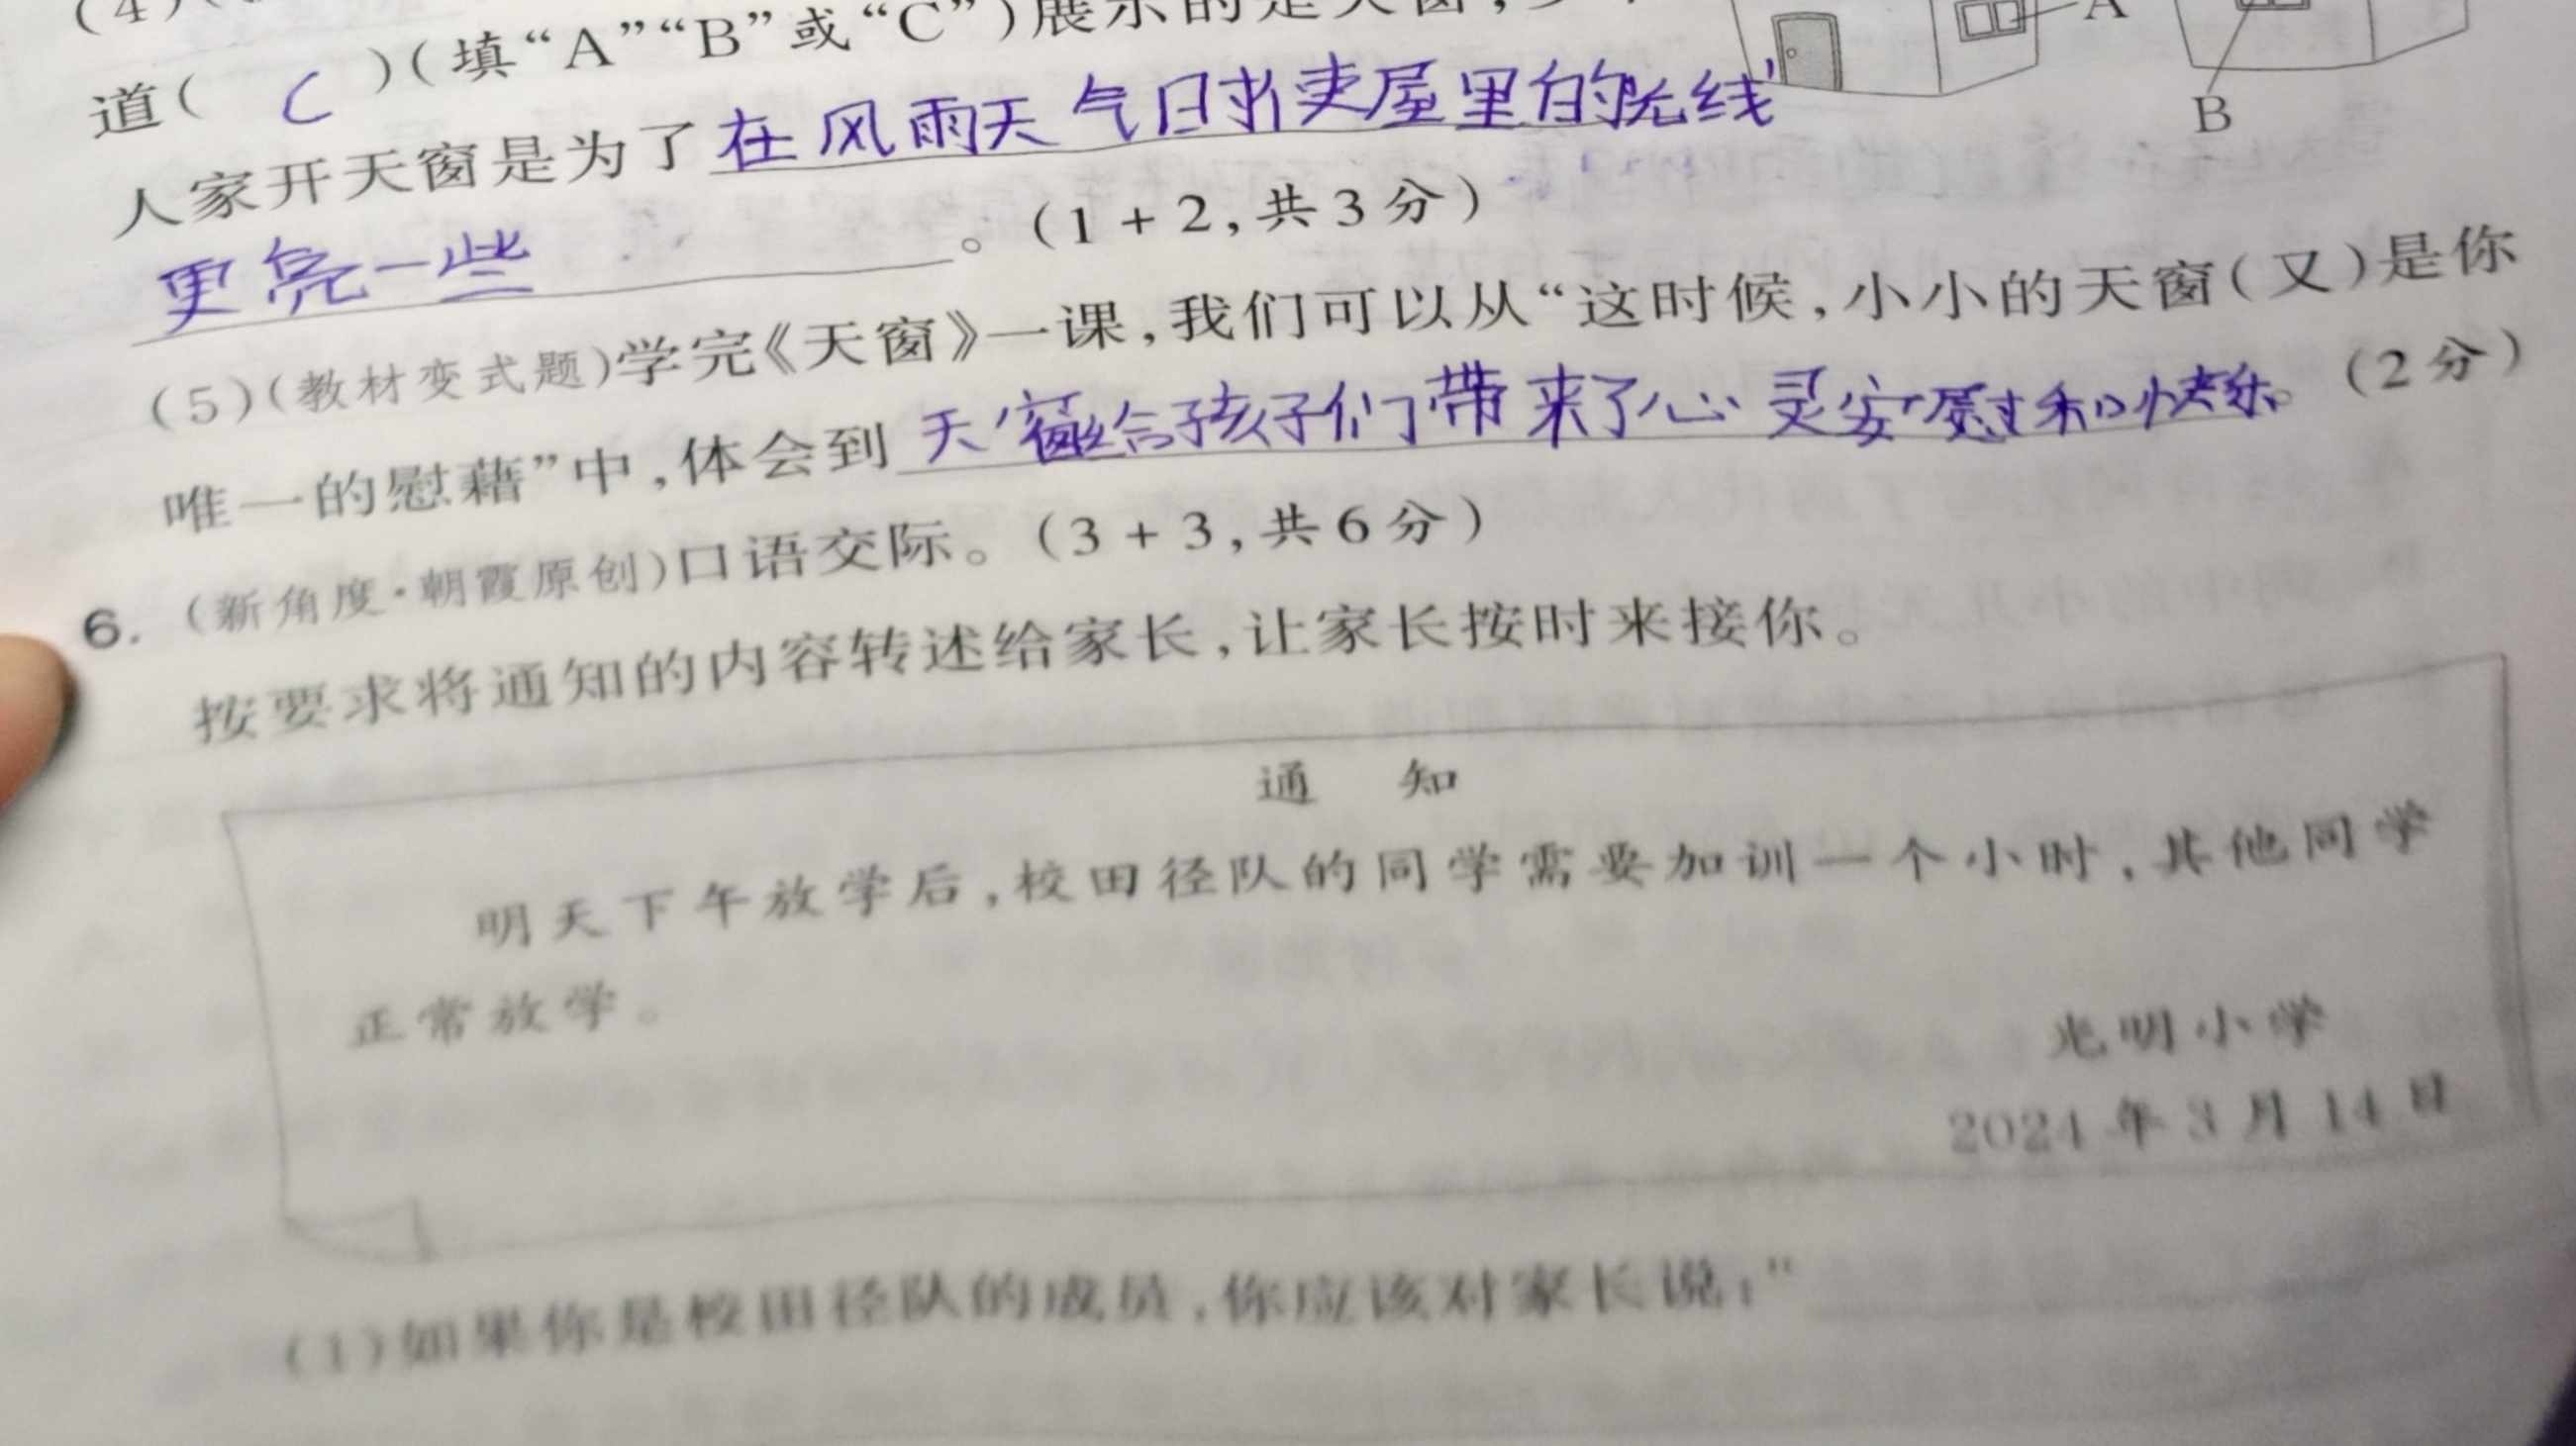 (4)
道( C )(填“A”“B”或“C”)展示的是天窗,
A
B
人家开天窗是为了在风雨天气时使屋里的光线
更亮一些。(1+2,共3分)
(5)(教材变式题)学完《天窗》一课,我们可以从“这时候,小小的天窗(又)是你
唯一的慰藉”中,体会到天窗给孩子们带来了心灵安慰和快乐。(2分)
6.(新角度·朝霞原创)口语交际。(3+3,共6分)
按要求将通知的内容转述给家长,让家长按时来接你。
通 知
明天下午放学后,校田径队的同学需要加训一个小时,其他同学
正常放学。
光明小学
2024年3月14日
(1)如果你是校田径队的成员,你应该对家长说:“